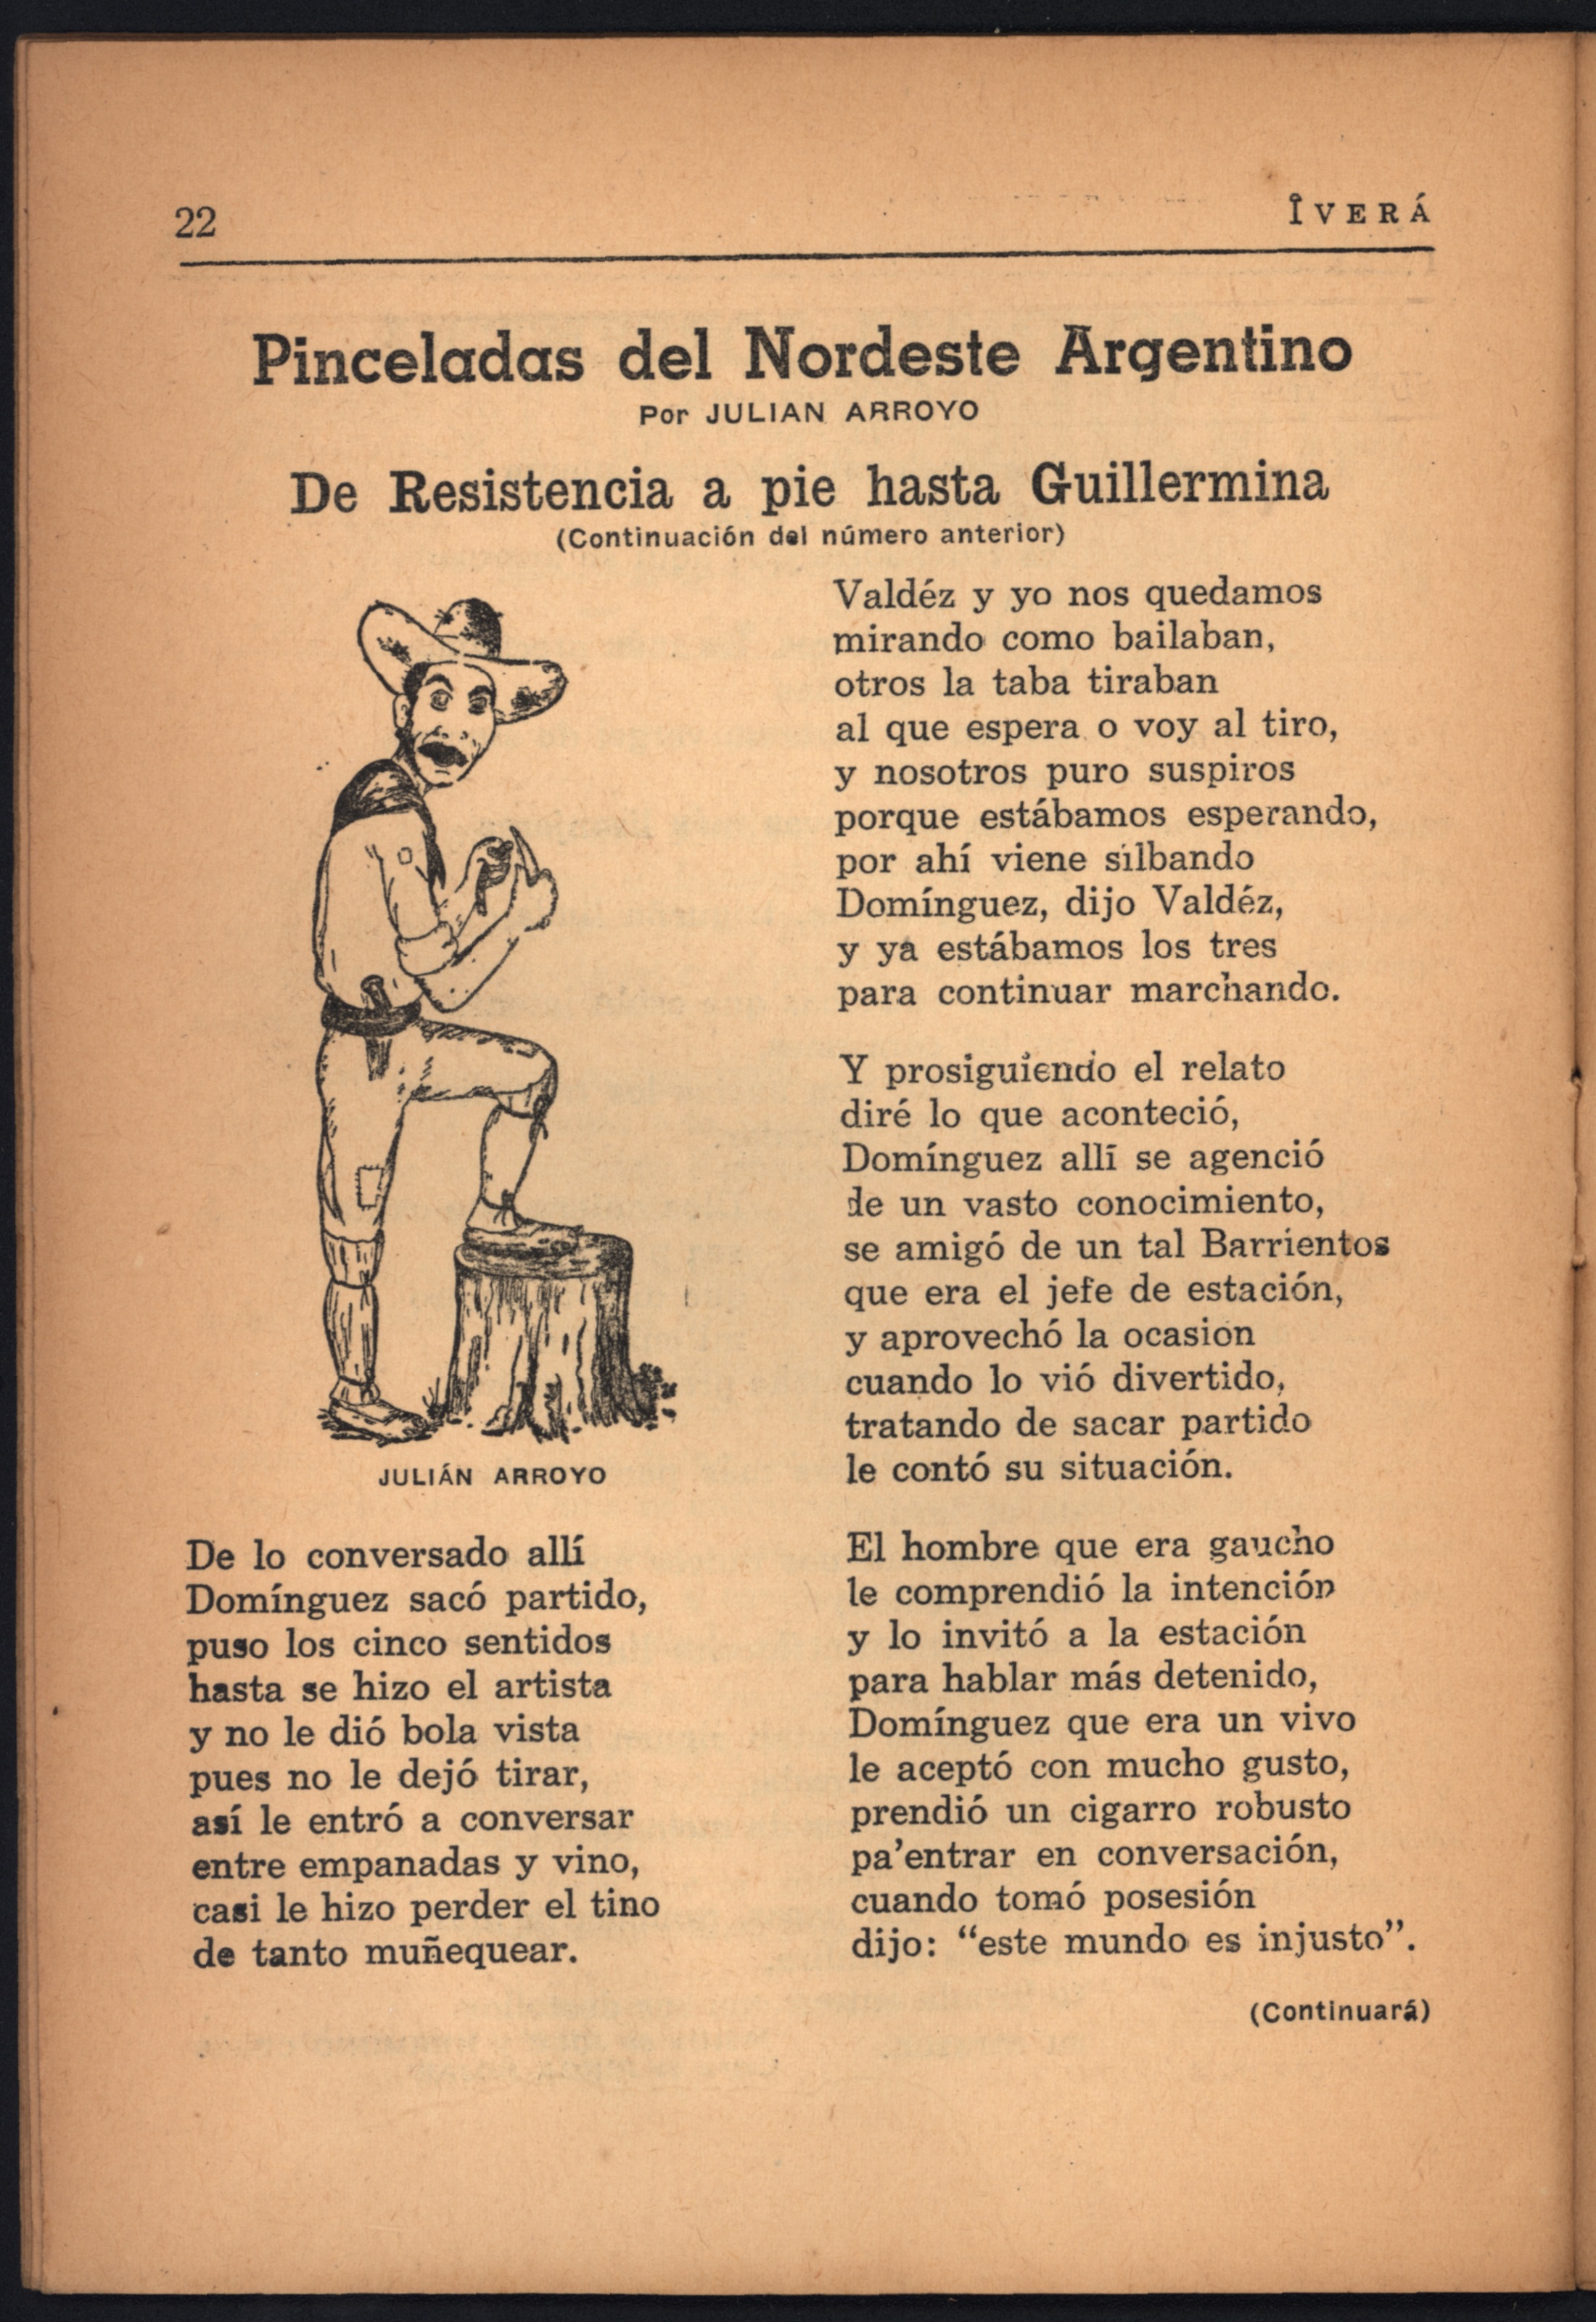 22
ÎVERÁ
Pinceladas del Nordeste Argentino
Por JULIAN ARROYO
De Resistencia a pie hasta Guillermina
(Continuación del número anterior)
JULIÁN ARROYO
De lo conversado allí
Domínguez sacó partido,
puso los cinco sentidos
hasta se hizo el artista
y no le dió bola vista
pues no le dejó tirar,
así le entró a conversar
entre empanadas y vino,
casi le hizo perder el tino
de tanto muñequear.
Valdéz y yo nos quedamos
mirando como bailaban,
otros la taba tiraban
al que espera o voy al tiro,
y nosotros puro suspiros
porque estábamos esperando,
por ahí viene silbando
Domínguez, dijo Valdéz,
y ya estábamos los tres
para continuar marchando.
Y prosiguiendo el relato
diré lo que aconteció,
Domínguez allí se agenció
de un vasto conocimiento,
se amigó de un tal Barrientos
que era el jefe de estación,
y aprovechó la ocasion
cuando lo vió divertido,
tratando de sacar partido
le contó su situación.
El hombre que era gaucho
le comprendió la intención
y lo invitó a la estación
para hablar más detenido,
Domínguez que era un vivo
le aceptó con mucho gusto,
prendió un cigarro robusto
pa'entrar en conversación,
cuando tomó posesión
dijo: "este mundo es injusto".
(Continuará)